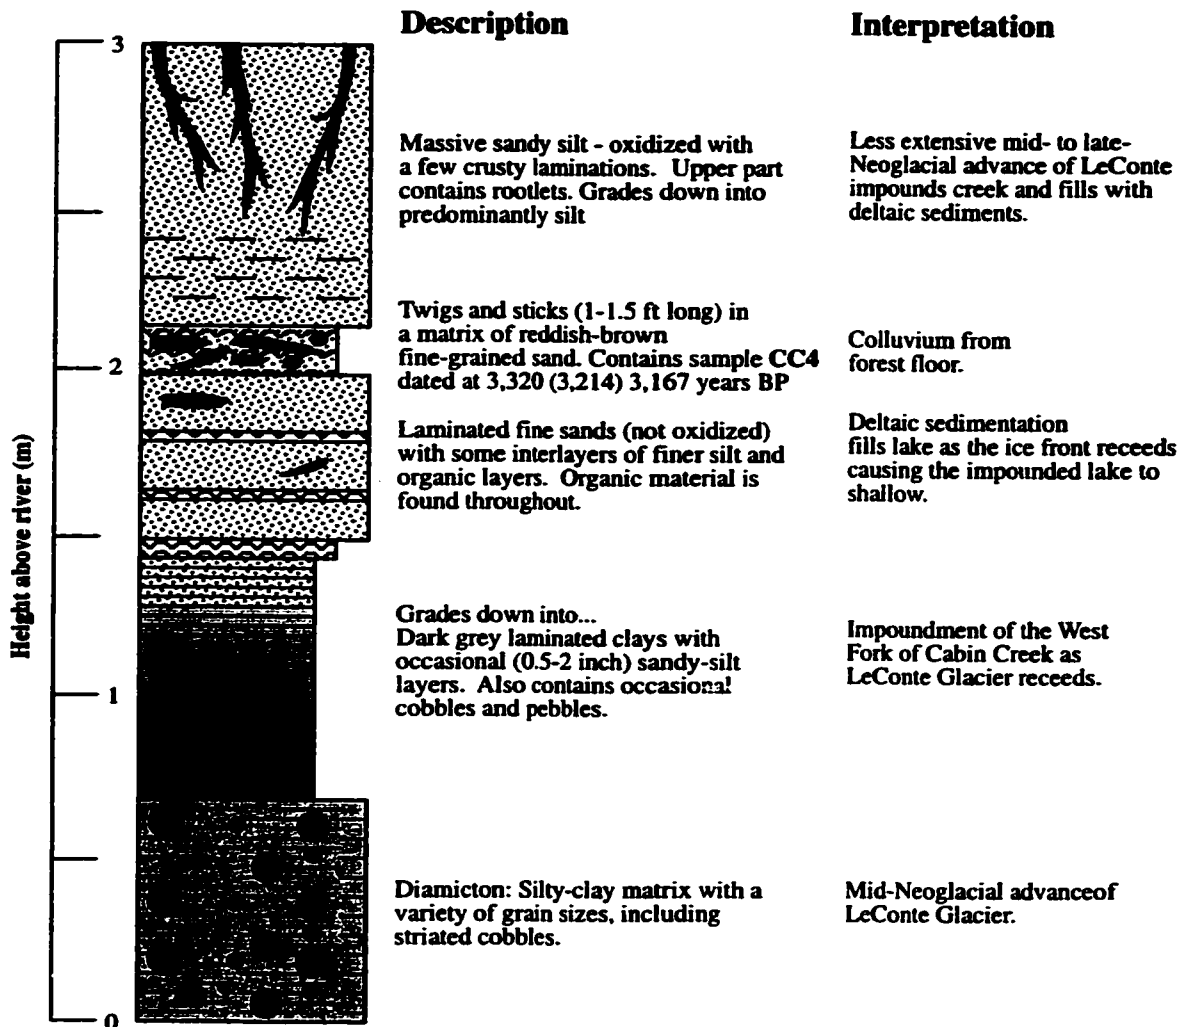 Description
Interpretation
3
2
1
0
Height above river (m)
Massive sandy silt - oxidized with
a few crusty laminations. Upper part
contains rootlets. Grades down into
predominantly silt
Less extensive mid- to late-
Neoglacial advance of LeConte
impounds creek and fills with
deltaic sediments.
Twigs and sticks (1-1.5 ft long) in
a matrix of reddish-brown
fine-grained sand. Contains sample CC4
dated at 3,320 (3,214) 3,167 years BP
Colluvium from
forest floor.
Laminated fine sands (not oxidized)
with some interlayers of finer silt and
organic layers. Organic material is
found throughout.
Deltaic sedimentation
fills lake as the ice front receeds
causing the impounded lake to
shallow.
Grades down into...
Dark grey laminated clays with
occasional (0.5-2 inch) sandy-silt
layers. Also contains occasional
cobbles and pebbles.
Impoundment of the West
Fork of Cabin Creek as
LeConte Glacier receeds.
Diamicton: Silty-clay matrix with a
variety of grain sizes, including
striated cobbles.
Mid-Neoglacial advanceof
LeConte Glacier.